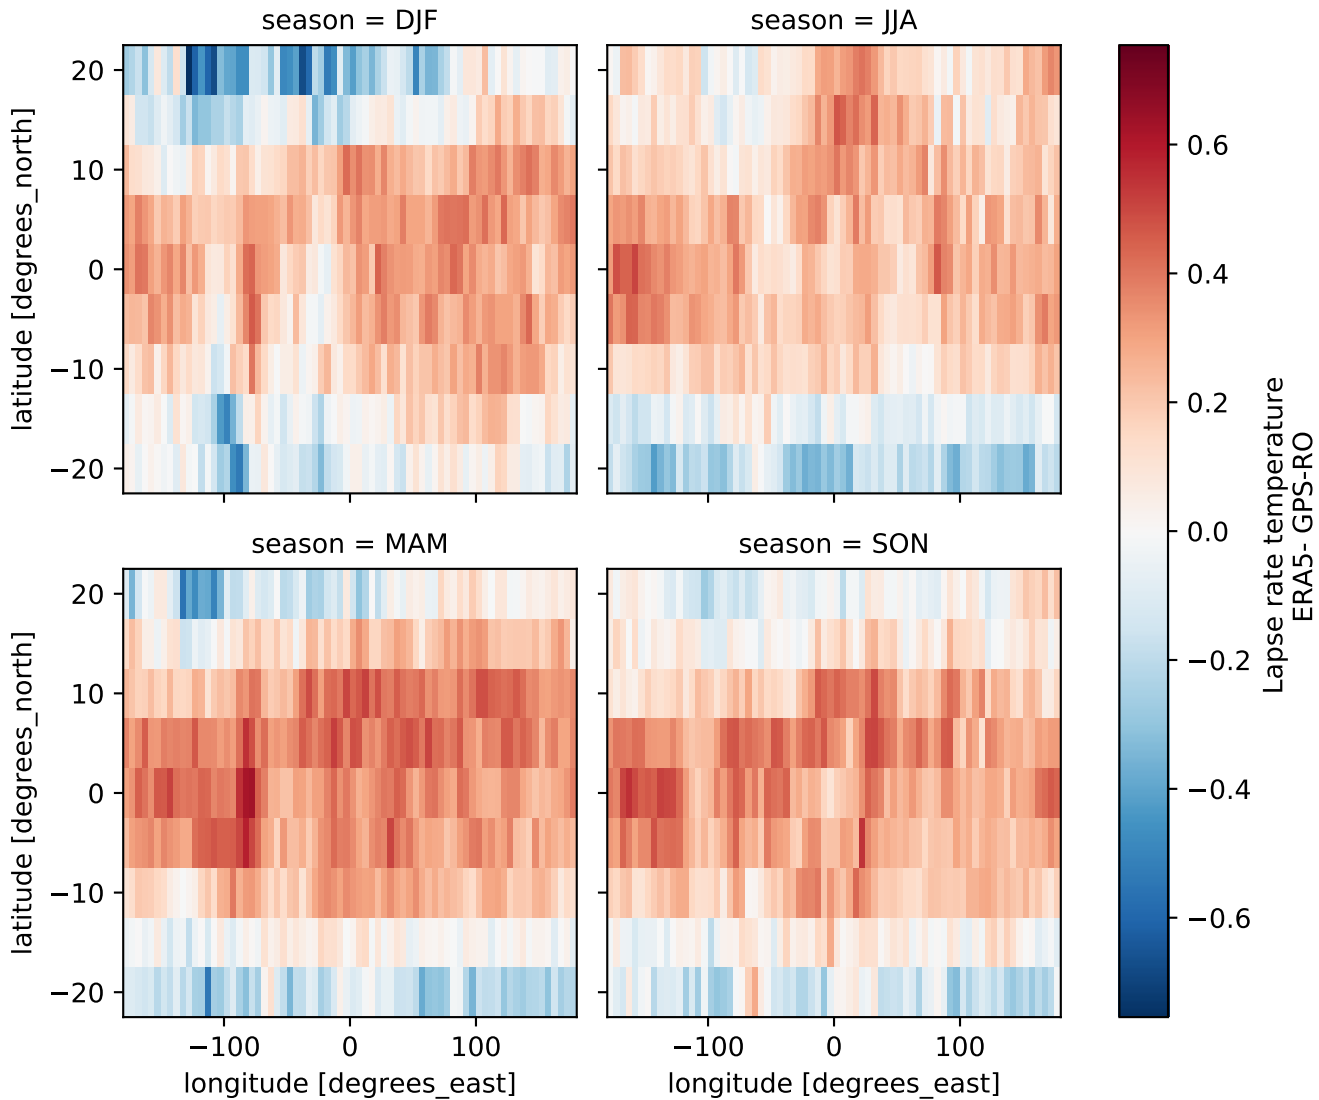 season = DJF
season = JJA
20
10
0
−10
−20
latitude [degrees_north]
season = MAM
season = SON
20
10
0
−10
−20
latitude [degrees_north]
−100
0
100
−100
0
100
longitude [degrees_east]
longitude [degrees_east]
0.6
0.4
0.2
0.0
−0.2
−0.4
−0.6
Lapse rate temperature
ERA5- GPS-RO